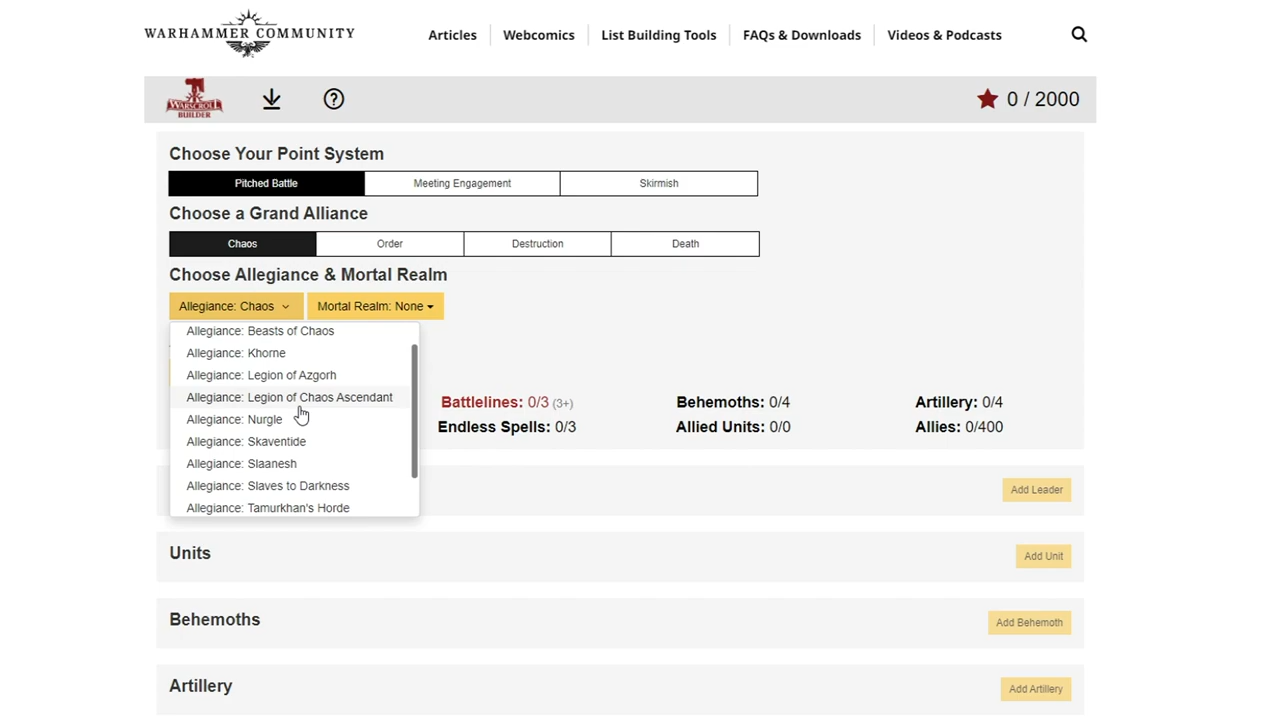 WARHAMMER COMMUNITY
Articles
Webcomics
List Building Tools
FAQs & Downloads
Videos & Podcasts
WARSCROLL
BUILDER
0 / 2000
Choose Your Point System
Pitched Battle
Meeting Engagement
Skirmish
Choose a Grand Alliance
Chaos
Order
Destruction
Death
Choose Allegiance & Mortal Realm
Allegiance: Chaos
Mortal Realm: None
Allegiance: Beasts of Chaos
Allegiance: Khorne
Allegiance: Legion of Azgorh
Allegiance: Legion of Chaos Ascendant
Allegiance: Nurgle
Allegiance: Skaventide
Allegiance: Slaanesh
Allegiance: Slaves to Darkness
Allegiance: Tamurkhan's Horde
Battlelines: 0/3 (3+)
Behemoths: 0/4
Artillery: 0/4
Endless Spells: 0/3
Allied Units: 0/0
Allies: 0/400
Add Leader
Units
Add Unit
Behemoths
Add Behemoth
Artillery
Add Artillery